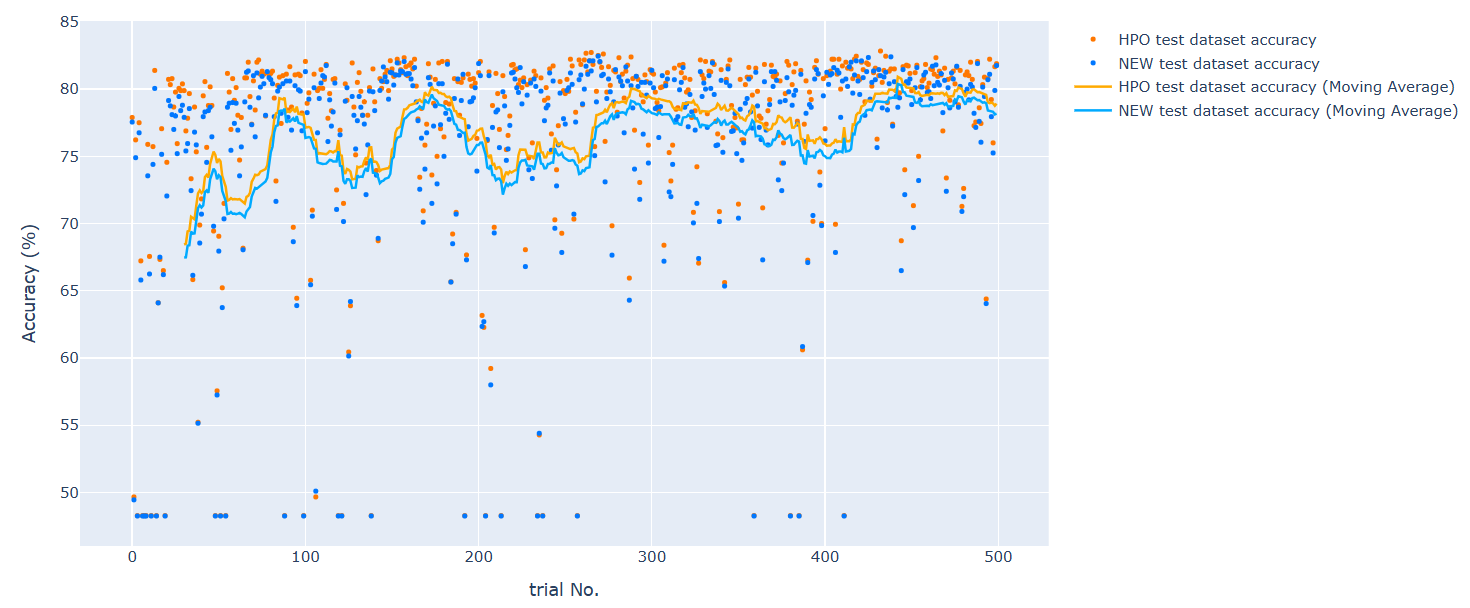 85
80
75
70
65
60
55
50
Accuracy (%)
0
100
200
300
400
500
trial No.
HPO test dataset accuracy
NEW test dataset accuracy
HPO test dataset accuracy (Moving Average)
NEW test dataset accuracy (Moving Average)